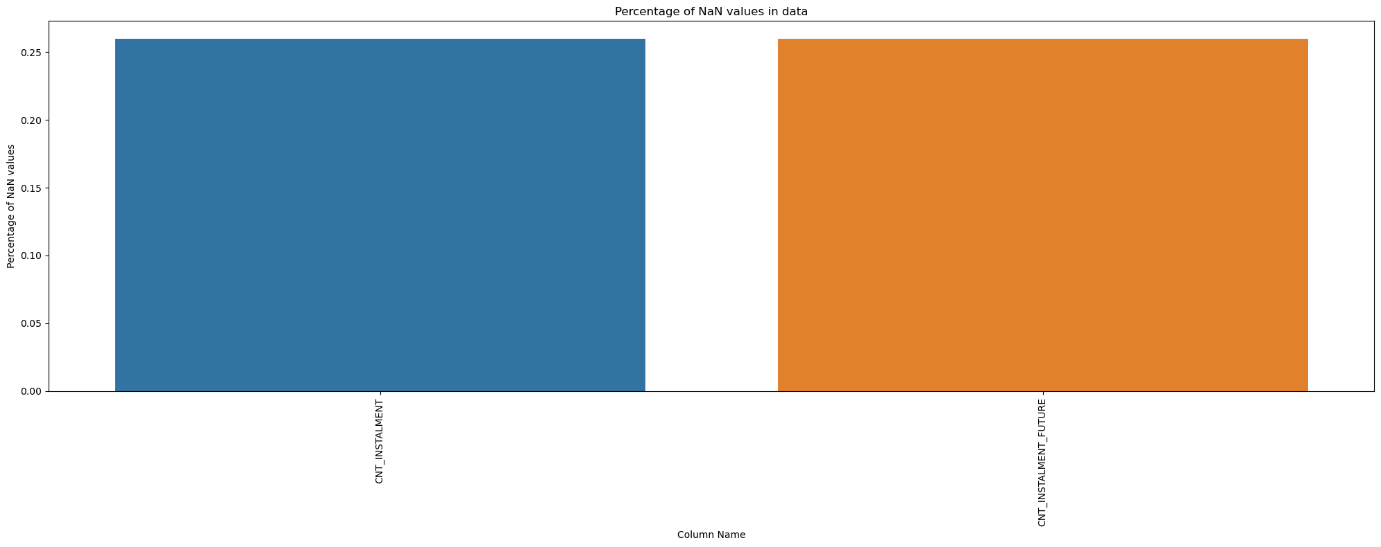 Percentage of NaN values in data
Percentage of NaN values
0.25
0.20
0.15
0.10
0.05
0.00
CNT_INSTALMENT
CNT_INSTALMENT_FUTURE
Column Name